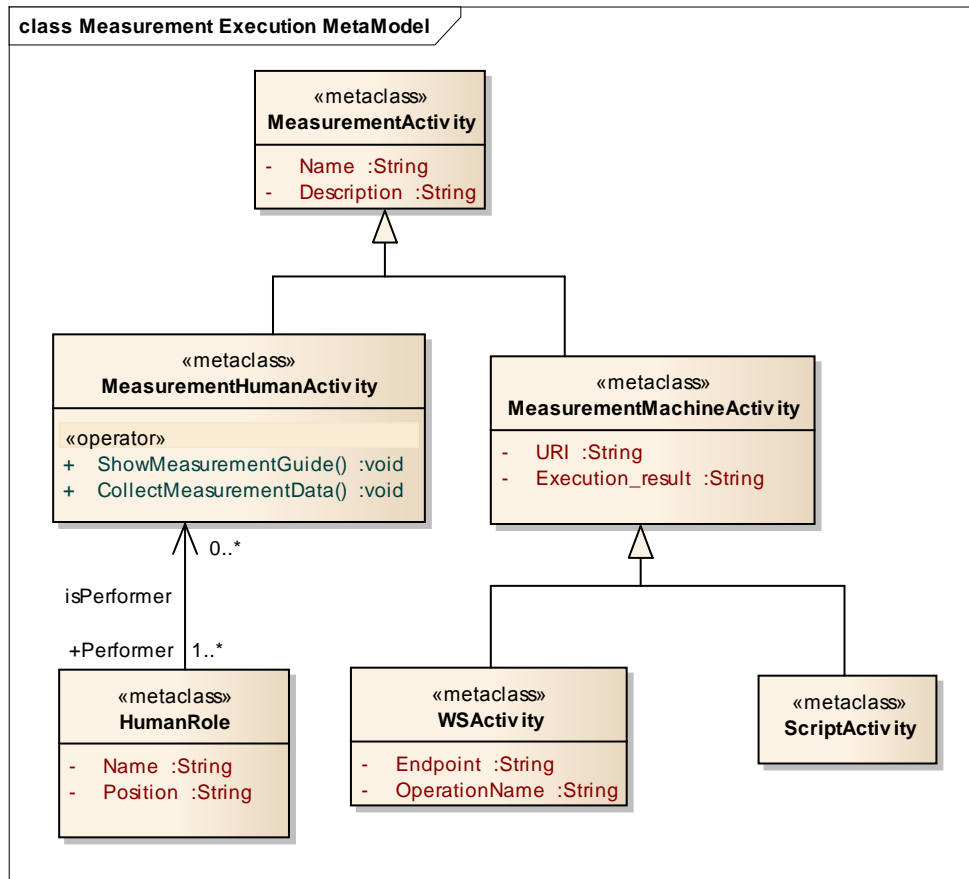 class Measurement Execution MetaModel
«metaclass»
MeasurementActivity
- Name :String
- Description :String
«metaclass»
MeasurementHumanActivity
«operator»
+ ShowMeasurementGuide() :void
+ CollectMeasurementData() :void
«metaclass»
MeasurementMachineActivity
- URI :String
- Execution_result :String
0..*
isPerformer
+Performer 1..*
«metaclass»
HumanRole
- Name :String
- Position :String
«metaclass»
WSActivity
- Endpoint :String
- OperationName :String
«metaclass»
ScriptActivity